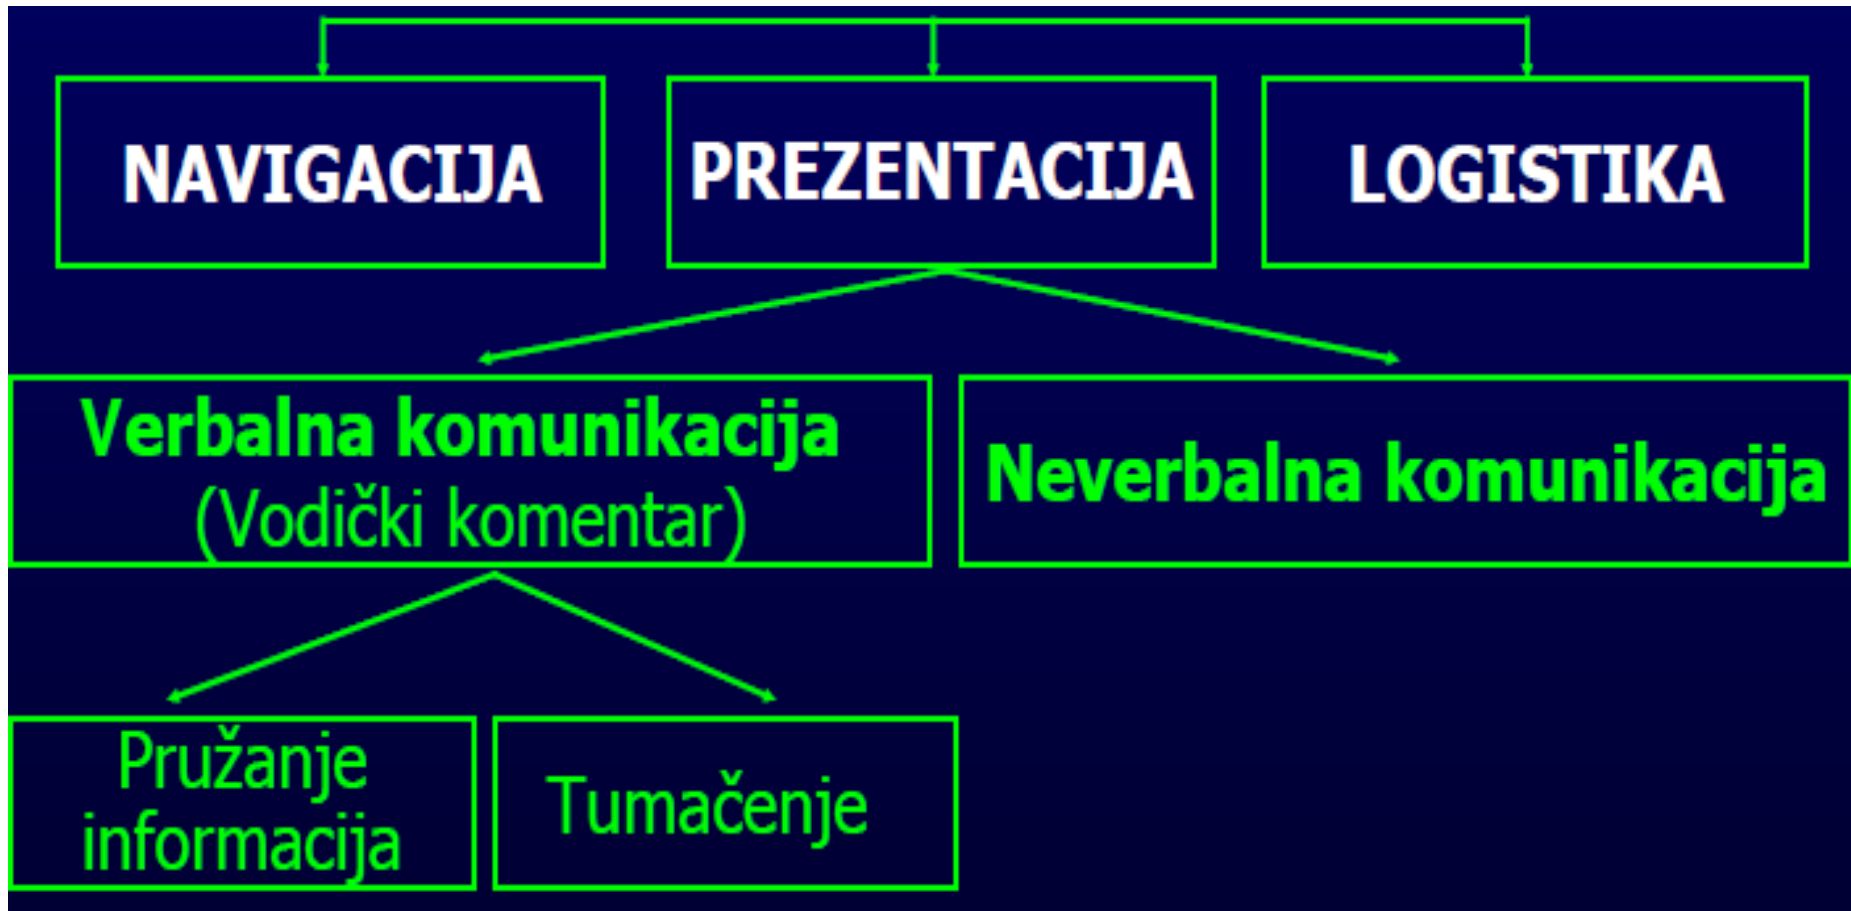 NAVIGACIJA
PREZENTACIJA
LOGISTIKA
Verbalna komunikacija
(Vodički komentar)
Neverbalna komunikacija
Pružanje
informacija
Tumačenje